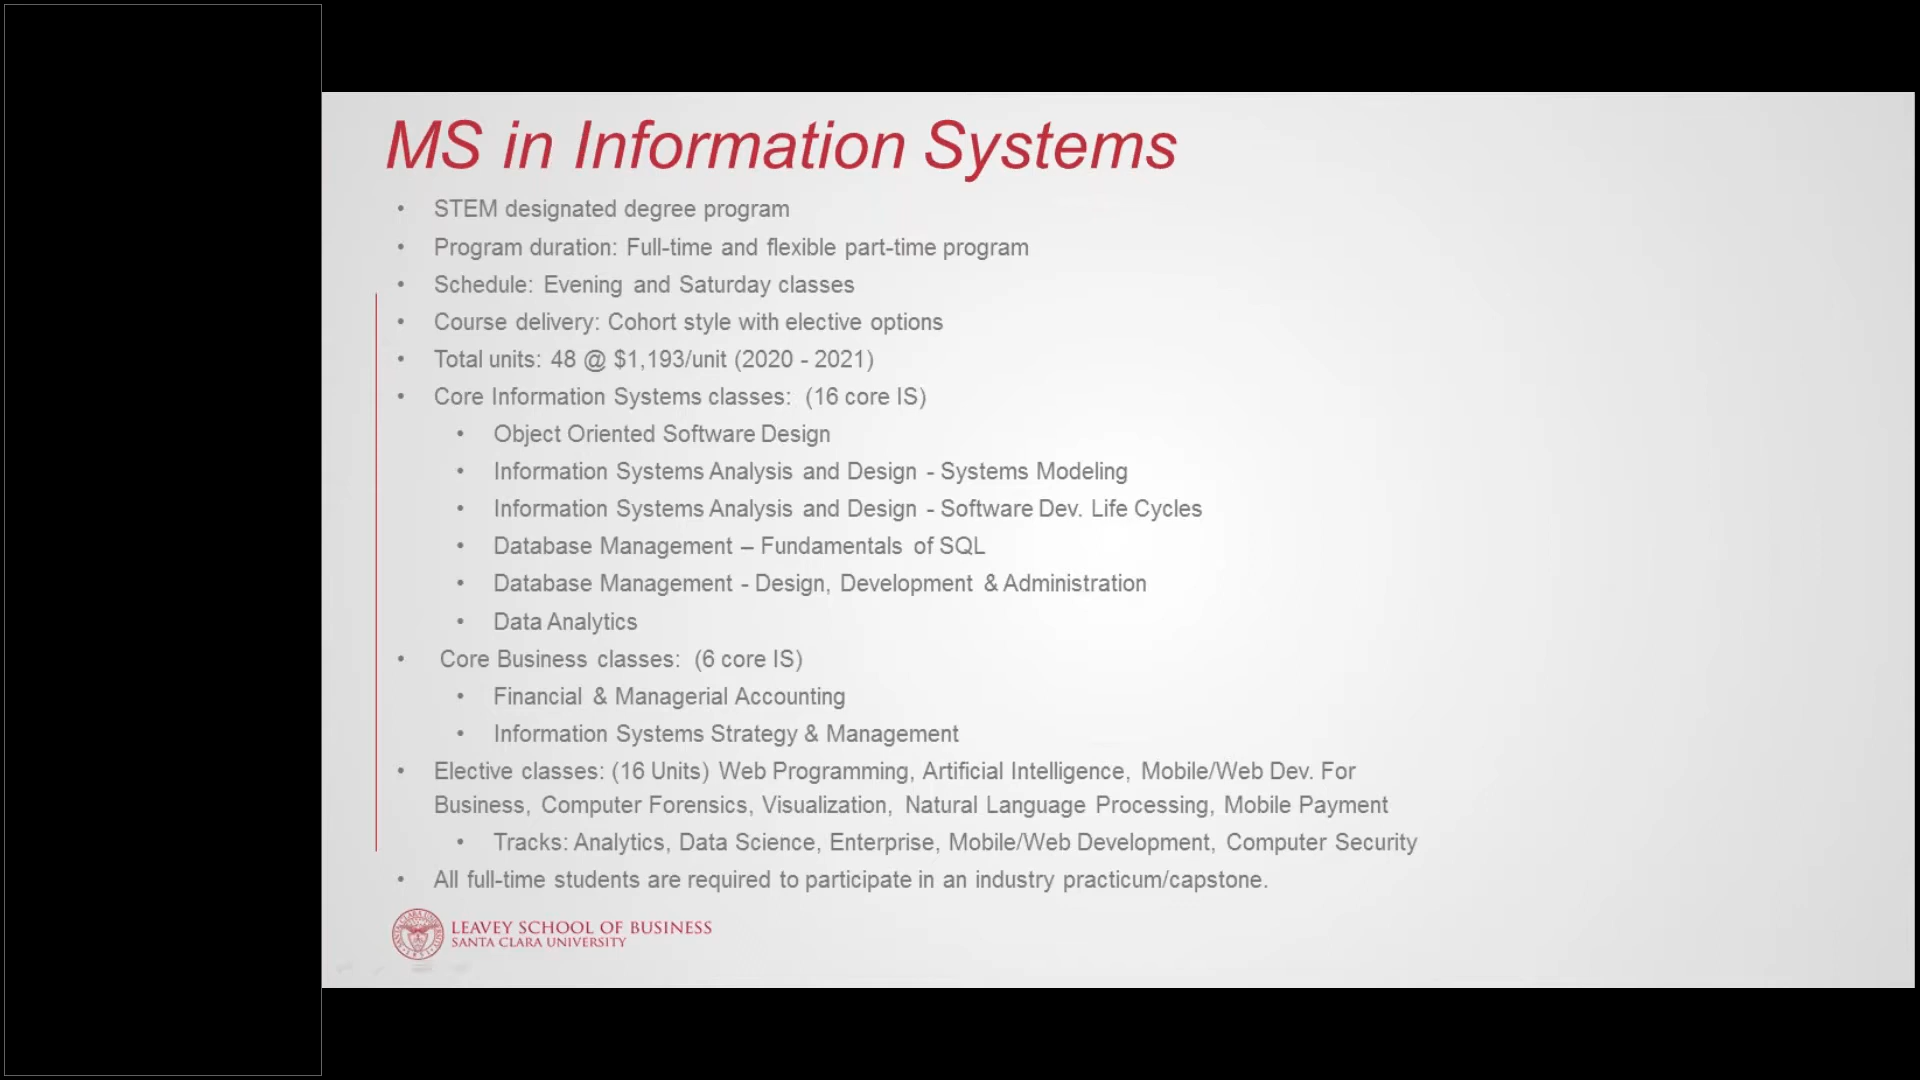 MS in Information Systems
• STEM designated degree program
• Program duration: Full-time and flexible part-time program
• Schedule: Evening and Saturday classes
• Course delivery: Cohort style with elective options
• Total units: 48 @ $1,193/unit (2020 - 2021)
• Core Information Systems classes: (16 core IS)
• Object Oriented Software Design
• Information Systems Analysis and Design - Systems Modeling
• Information Systems Analysis and Design - Software Dev. Life Cycles
• Database Management – Fundamentals of SQL
• Database Management - Design, Development & Administration
• Data Analytics
• Core Business classes: (6 core IS)
• Financial & Managerial Accounting
• Information Systems Strategy & Management
• Elective classes: (16 Units) Web Programming, Artificial Intelligence, Mobile/Web Dev. For
Business, Computer Forensics, Visualization, Natural Language Processing, Mobile Payment
• Tracks: Analytics, Data Science, Enterprise, Mobile/Web Development, Computer Security
• All full-time students are required to participate in an industry practicum/capstone.
LEAVEY SCHOOL OF BUSINESS
SANTA CLARA UNIVERSITY